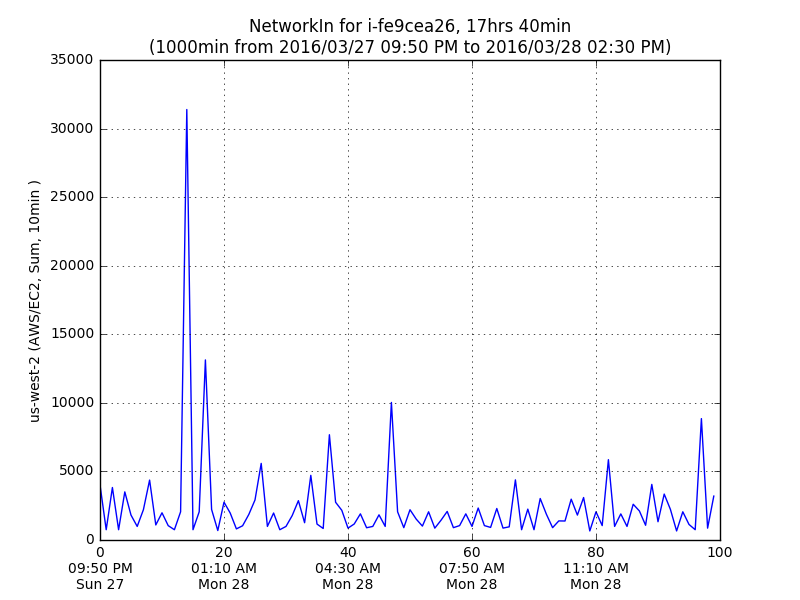 NetworkIn for i-fe9cea26, 17hrs 40min
(1000min from 2016/03/27 09:50 PM to 2016/03/28 02:30 PM)
35000
30000
25000
20000
15000
10000
5000
0
us-west-2 (AWS/EC2, Sum, 10min )
0 20 40 60 80 100
09:50 PM 01:10 AM 04:30 AM 07:50 AM 11:10 AM
Sun 27 Mon 28 Mon 28 Mon 28 Mon 28